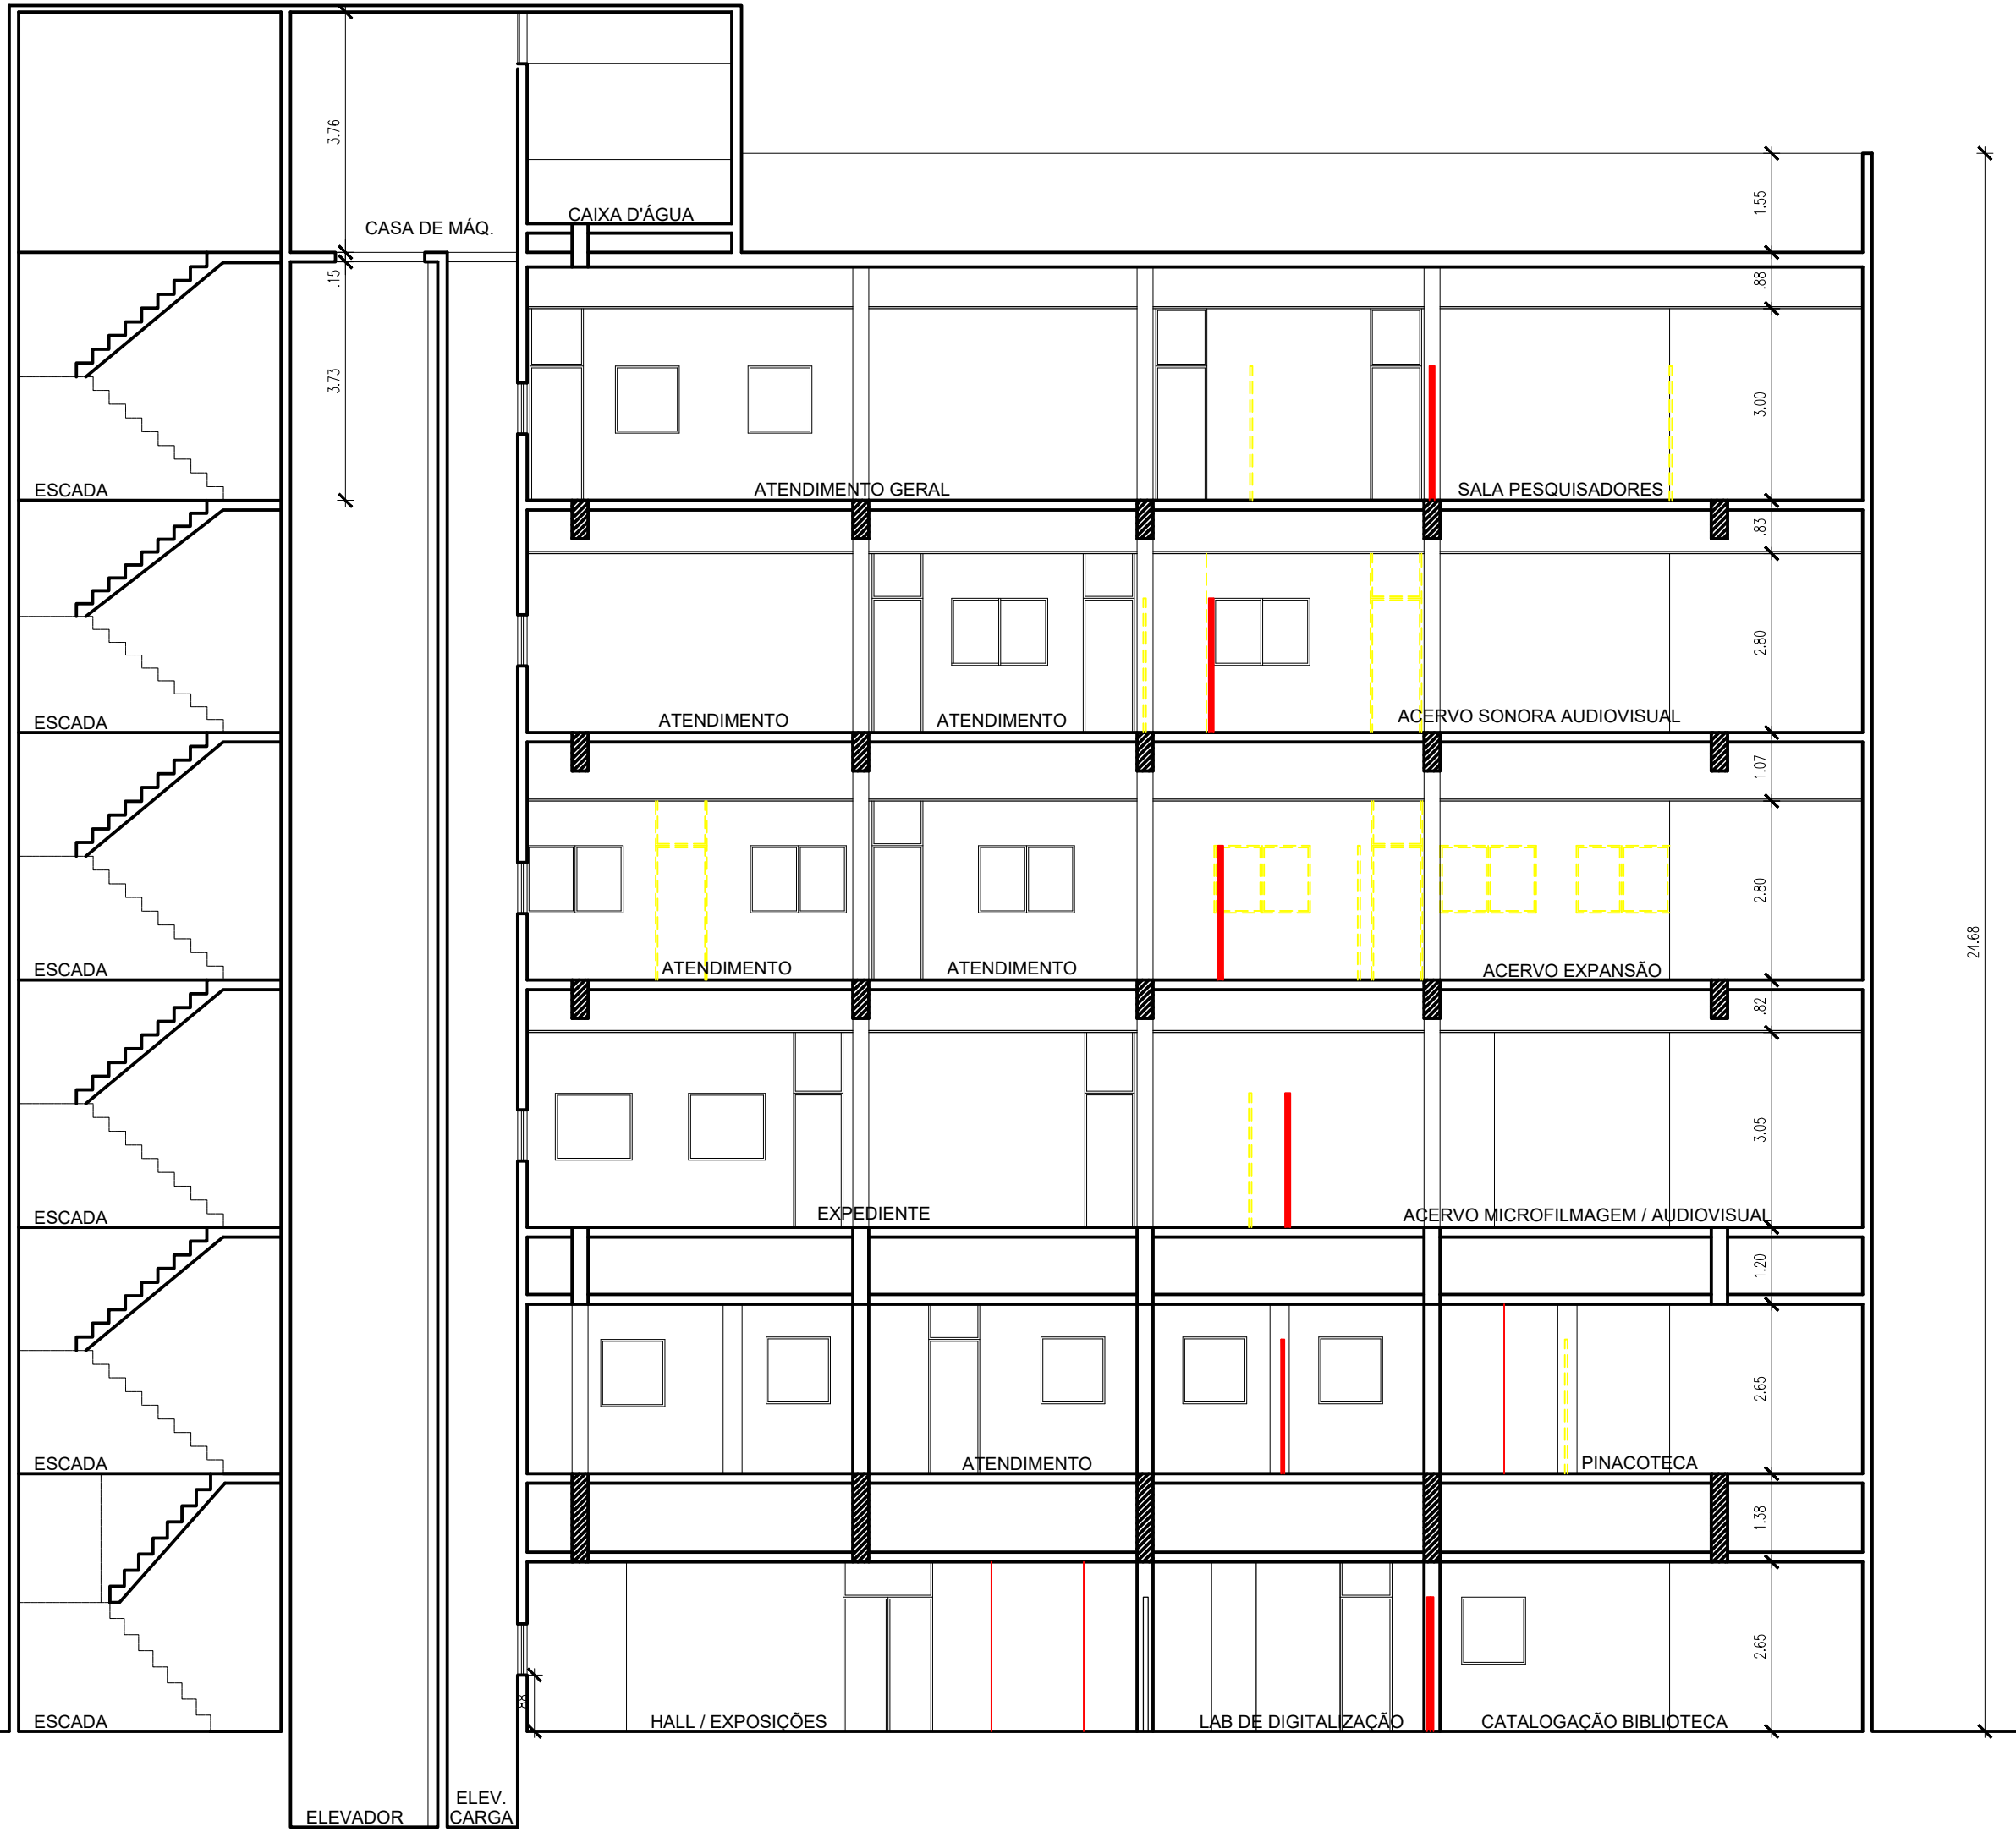 3.76
CASA DE MÁQ.
CAIXA D'ÁGUA
1.55
.15
.88
3.73
3.00
ESCADA
ATENDIMENTO GERAL
SALA PESQUISADORES
.83
2.80
ESCADA
ATENDIMENTO
ATENDIMENTO
ACERVO SONORA AUDIOVISUAL
1.07
2.80
24.68
ESCADA
ATENDIMENTO
ATENDIMENTO
ACERVO EXPANSÃO
.82
3.05
ESCADA
EXPEDIENTE
ACERVO MICROFILMAGEM / AUDIOVISUAL
1.20
2.65
ESCADA
ATENDIMENTO
PINACOTECA
1.38
2.65
.88
ESCADA
HALL / EXPOSIÇÕES
LAB DE DIGITALIZAÇÃO
CATALOGAÇÃO BIBLIOTECA
ELEVADOR
ELEV.
CARGA